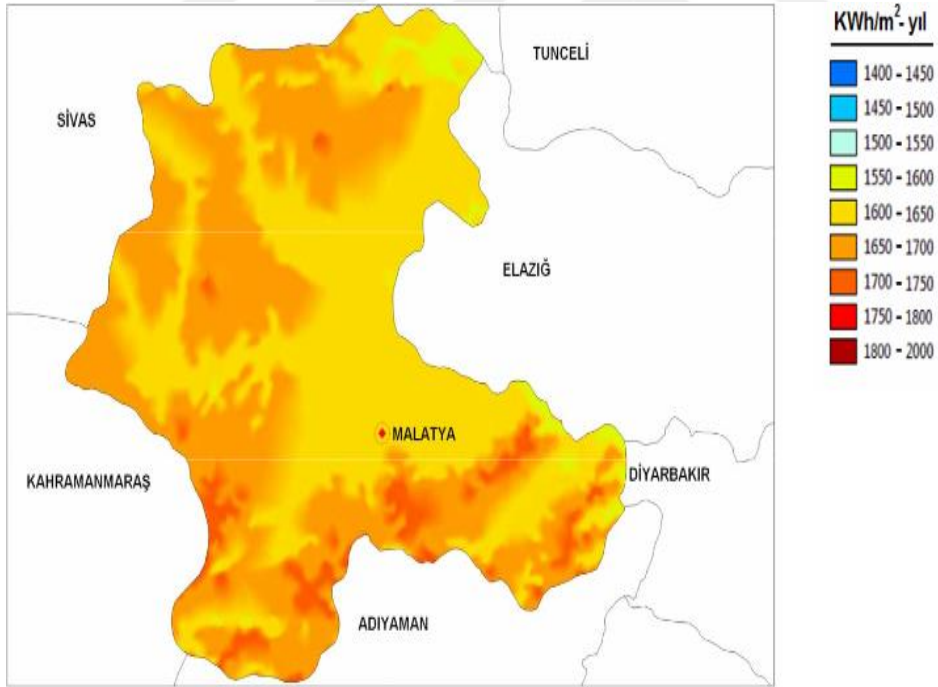 TUNCELİ
SİVAS
ELAZIĞ
MALATYA
KAHRAMANMARAŞ
DİYARBAKIR
ADIYAMAN
KWh/m²- yıl
1400 - 1450
1450 - 1500
1500 - 1550
1550 - 1600
1600 - 1650
1650 - 1700
1700 - 1750
1750 - 1800
1800 - 2000